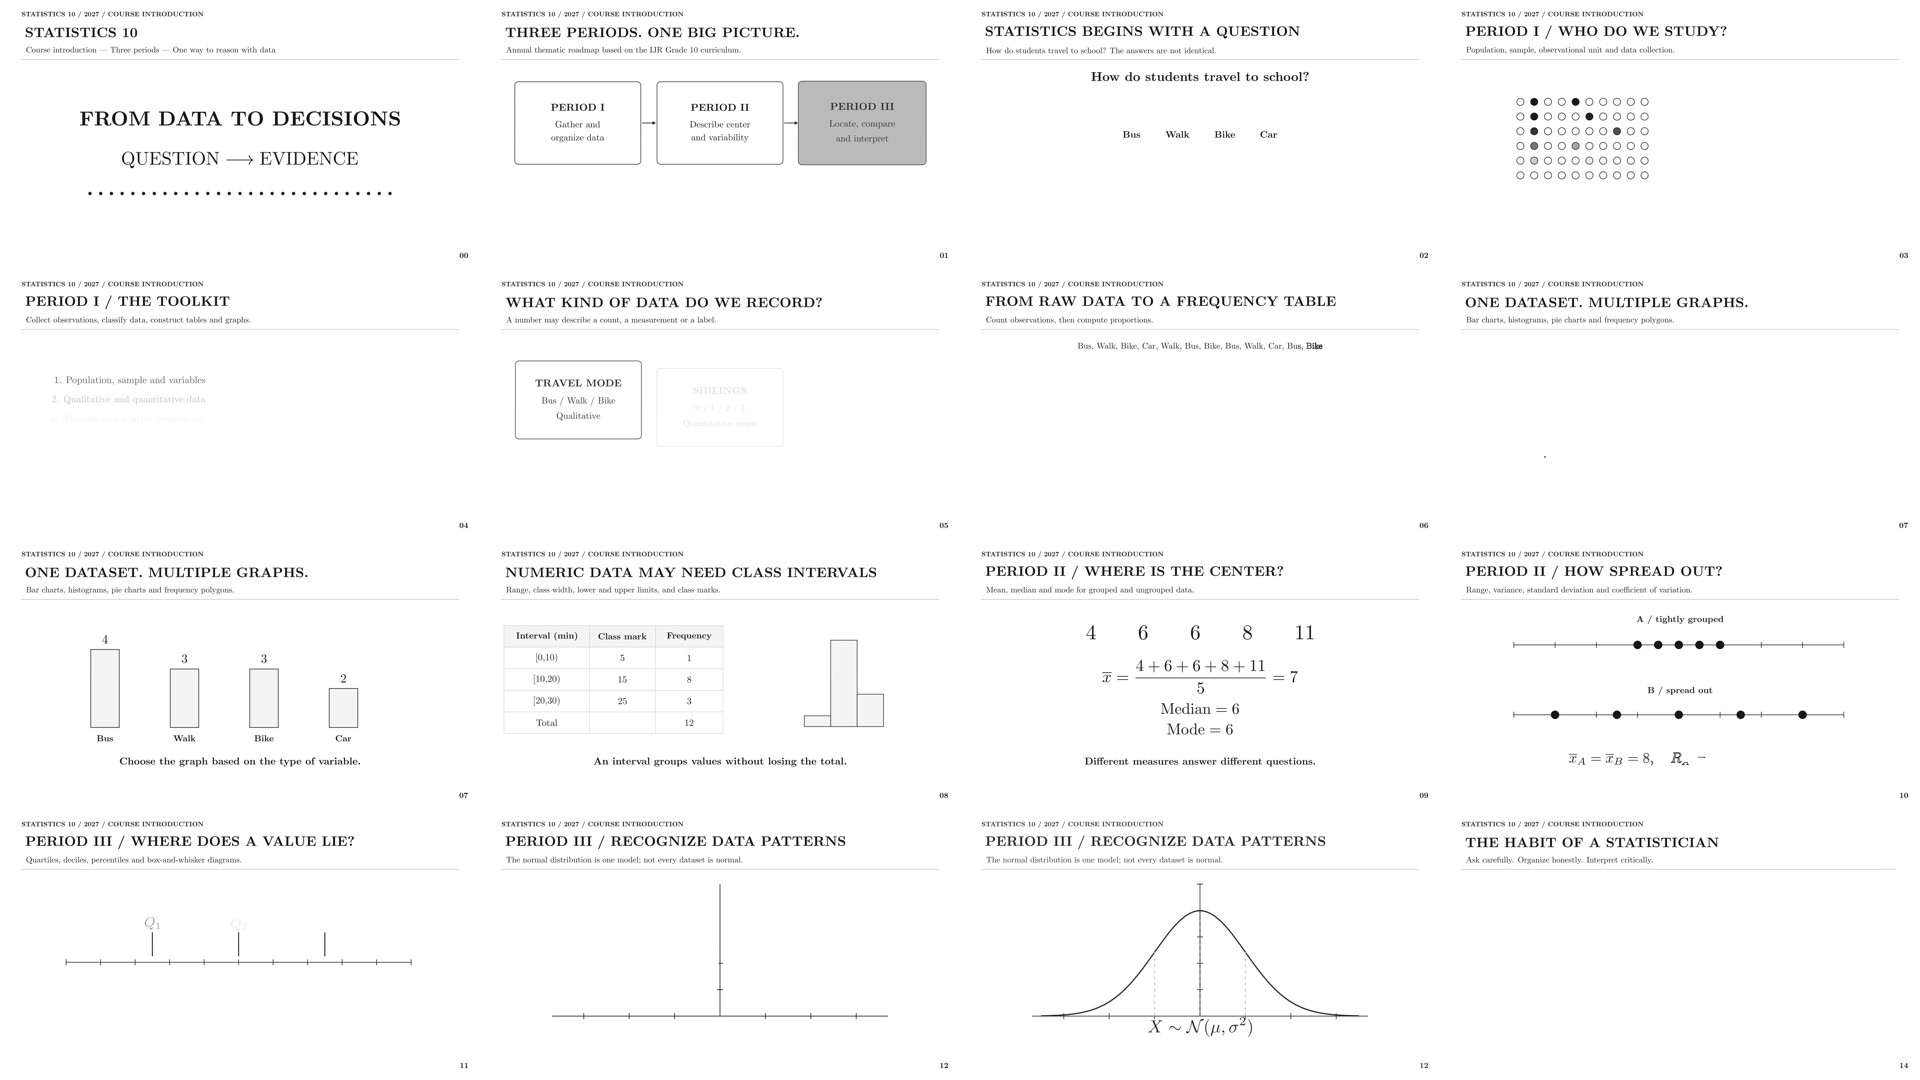 STATISTICS 10 / 2027 / COURSE INTRODUCTION
STATISTICS 10
Course introduction — Three periods — One way to reason with data
FROM DATA TO DECISIONS
QUESTION ⟶ EVIDENCE
00
STATISTICS 10 / 2027 / COURSE INTRODUCTION
THREE PERIODS. ONE BIG PICTURE.
Annual thematic roadmap based on the IJR Grade 10 curriculum.
PERIOD I
Gather and
organize data
PERIOD II
Describe center
and variability
PERIOD III
Locate, compare
and interpret
01
STATISTICS 10 / 2027 / COURSE INTRODUCTION
STATISTICS BEGINS WITH A QUESTION
How do students travel to school? The answers are not identical.
How do students travel to school?
Bus Walk Bike Car
02
STATISTICS 10 / 2027 / COURSE INTRODUCTION
PERIOD I / WHO DO WE STUDY?
Population, sample, observational unit and data collection.
03
STATISTICS 10 / 2027 / COURSE INTRODUCTION
PERIOD I / THE TOOLKIT
Collect observations, classify data, construct tables and graphs.
1. Population, sample and variables
2. Qualitative and quantitative data
04
STATISTICS 10 / 2027 / COURSE INTRODUCTION
WHAT KIND OF DATA DO WE RECORD?
A number may describe a count, a measurement or a label.
TRAVEL MODE
Bus / Walk / Bike
Qualitative
SIBLINGS
0 / 1 / 2 / 3
Quantitative count
05
STATISTICS 10 / 2027 / COURSE INTRODUCTION
FROM RAW DATA TO A FREQUENCY TABLE
Count observations, then compute proportions.
Bus, Walk, Bike, Car, Walk, Bus, Bike, Bus, Walk, Car, Bus, Bike
06
STATISTICS 10 / 2027 / COURSE INTRODUCTION
ONE DATASET. MULTIPLE GRAPHS.
Bar charts, histograms, pie charts and frequency polygons.
07
STATISTICS 10 / 2027 / COURSE INTRODUCTION
ONE DATASET. MULTIPLE GRAPHS.
Bar charts, histograms, pie charts and frequency polygons.
4 3 3 2
Bus Walk Bike Car
Choose the graph based on the type of variable.
07
STATISTICS 10 / 2027 / COURSE INTRODUCTION
NUMERIC DATA MAY NEED CLASS INTERVALS
Range, class width, lower and upper limits, and class marks.
Interval (min) Class mark Frequency
[0,10) 5 1
[10,20) 15 8
[20,30) 25 3
Total 12
An interval groups values without losing the total.
08
STATISTICS 10 / 2027 / COURSE INTRODUCTION
PERIOD II / WHERE IS THE CENTER?
Mean, median and mode for grouped and ungrouped data.
4 6 6 8 11
x̅ = (4 + 6 + 6 + 8 + 11)/5 = 7
Median = 6
Mode = 6
Different measures answer different questions.
09
STATISTICS 10 / 2027 / COURSE INTRODUCTION
PERIOD II / HOW SPREAD OUT?
Range, variance, standard deviation and coefficient of variation.
A / tightly grouped
B / spread out
x̅_A = x̅_B = 8,
10
STATISTICS 10 / 2027 / COURSE INTRODUCTION
PERIOD III / WHERE DOES A VALUE LIE?
Quartiles, deciles, percentiles and box-and-whisker diagrams.
Q₁ Q₂
11
STATISTICS 10 / 2027 / COURSE INTRODUCTION
PERIOD III / RECOGNIZE DATA PATTERNS
The normal distribution is one model; not every dataset is normal.
12
STATISTICS 10 / 2027 / COURSE INTRODUCTION
PERIOD III / RECOGNIZE DATA PATTERNS
The normal distribution is one model; not every dataset is normal.
X ∼ N(μ, σ²)
12
STATISTICS 10 / 2027 / COURSE INTRODUCTION
THE HABIT OF A STATISTICIAN
Ask carefully. Organize honestly. Interpret critically.
14